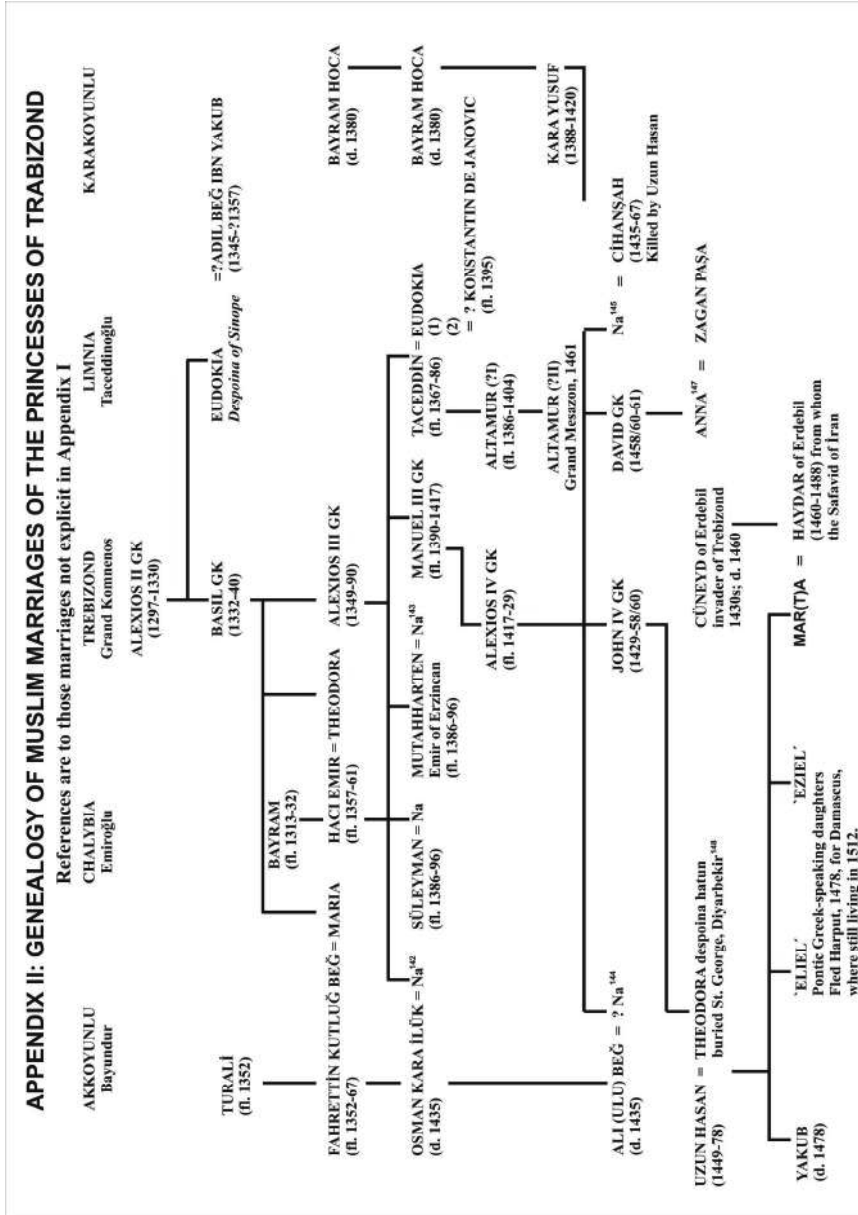 APPENDIX II: GENEALOGY OF MUSLIM MARRIAGES OF THE PRINCESSES OF TRABIZOND
References are to those marriages not explicit in Appendix I
AKKOYUNLU
Bayundur
CHALYBIA
Emiroğlu
TREBIZOND
Grand Komnenos
LIMNIA
Taceddinoğlu
KARAKOYUNLU
ALEXIOS II GK
(1297-1330)
TURALİ
(fl. 1352)
BASIL GK
(1332-40)
EUDOKIA
Despoina of Sinope
=?ADIL BEĞ IBN YAKUB
(1345-?1357)
BAYRAM
(fl. 1313-32)
FAHRETTİN KUTLUĞ BEĞ = MARIA
(fl. 1352-67)
HACI EMIR = THEODORA
(fl. 1357-61)
ALEXIOS III GK
(1349-90)
BAYRAM HOCA
(d. 1380)
OSMAN KARA İLÜK = Na142
(d. 1435)
SÜLEYMAN = Na
(fl. 1386-96)
MUTAHHARTEN = Na143
Emir of Erzincan
(fl. 1386-96)
MANUEL III GK
(fl. 1390-1417)
TACEDDİN = EUDOKIA
(fl. 1367-86)
(1)
(2)
= ? KONSTANTIN DE JANOVIC
(fl. 1395)
BAYRAM HOCA
(d. 1380)
ALEXIOS IV GK
(fl. 1417-29)
ALTAMUR (?I)
(fl. 1386-1404)
ALTAMUR (?II)
Grand Mesazon, 1461
KARA YUSUF
(1388-1420)
ALI (ULU) BEĞ = ? Na144
(d. 1435)
JOHN IV GK
(1429-58/60)
DAVID GK
(1458/60-61)
Na145 = CİHANŞAH
(1435-67)
Killed by Uzun Hasan
UZUN HASAN = THEODORA despoina hatun
(1449-78)
buried St. George, Diyarbekir148
CÜNEYD of Erdebil
invader of Trebizond
1430s; d. 1460
ANNA147 = ZAGAN PAŞA
YAKUB
(d. 1478)
`ELIEL´
`EZIEL´
Pontic Greek-speaking daughters
Fled Harput, 1478, for Damascus,
where still living in 1512.
MAR(T)A = HAYDAR of Erdebil
(1460-1488) from whom
the Safavid of İran